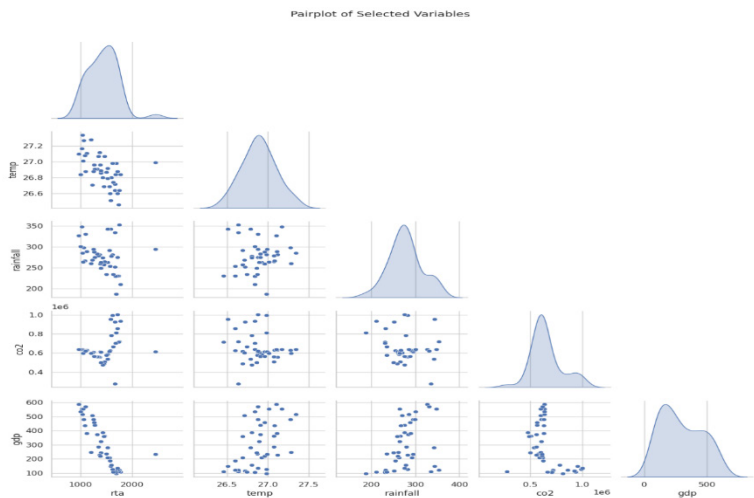 Pairplot of Selected Variables
temp
27.2
27.0
26.8
26.6
rainfall
350
300
250
200
1e6
co2
1.0
0.8
0.6
0.4
gdp
600
500
400
300
200
100
1000 2000
rta
26.5 27.0 27.5
temp
200 300 400
rainfall
0.5 1.0
co2 1e6
0 500
gdp